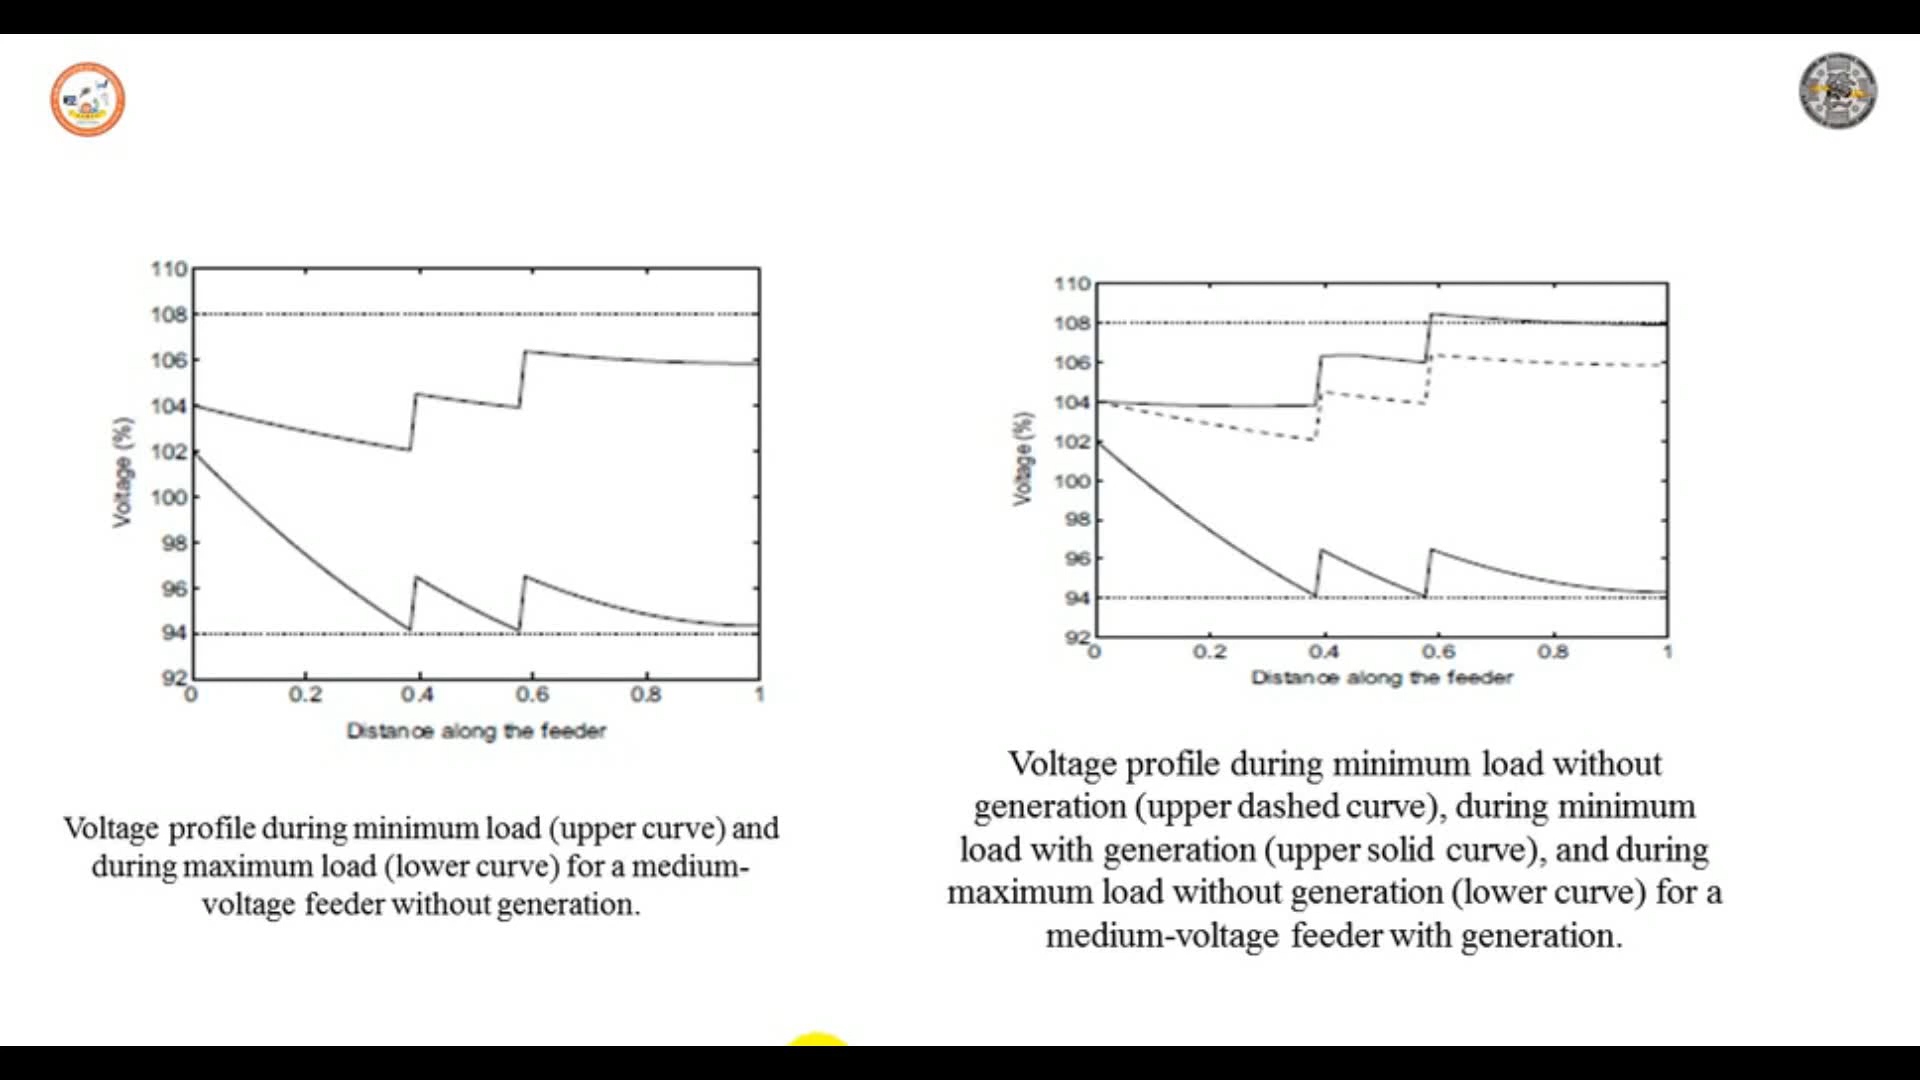 110
108
106
104
102
100
98
96
94
92
Voltage (%)
0 0.2 0.4 0.6 0.8 1
Distance along the feeder
Voltage profile during minimum load (upper curve) and
during maximum load (lower curve) for a medium-
voltage feeder without generation.
110
108
106
104
102
100
98
96
94
92
Voltage (%)
0 0.2 0.4 0.6 0.8 1
Distance along the feeder
Voltage profile during minimum load without
generation (upper dashed curve), during minimum
load with generation (upper solid curve), and during
maximum load without generation (lower curve) for a
medium-voltage feeder with generation.